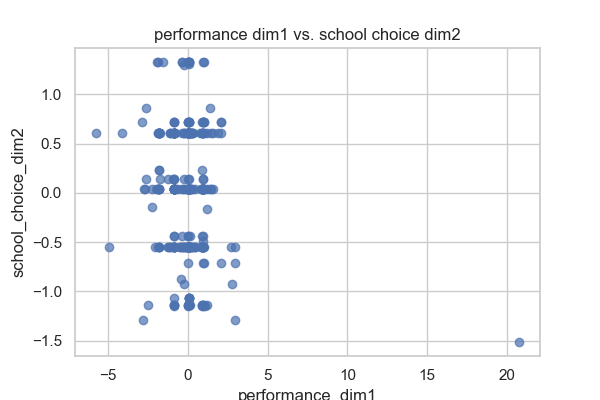 performance dim1 vs. school choice dim2
1.0
0.5
0.0
−0.5
−1.0
−1.5
school_choice_dim2
−5 0 5 10 15 20
performance_dim1